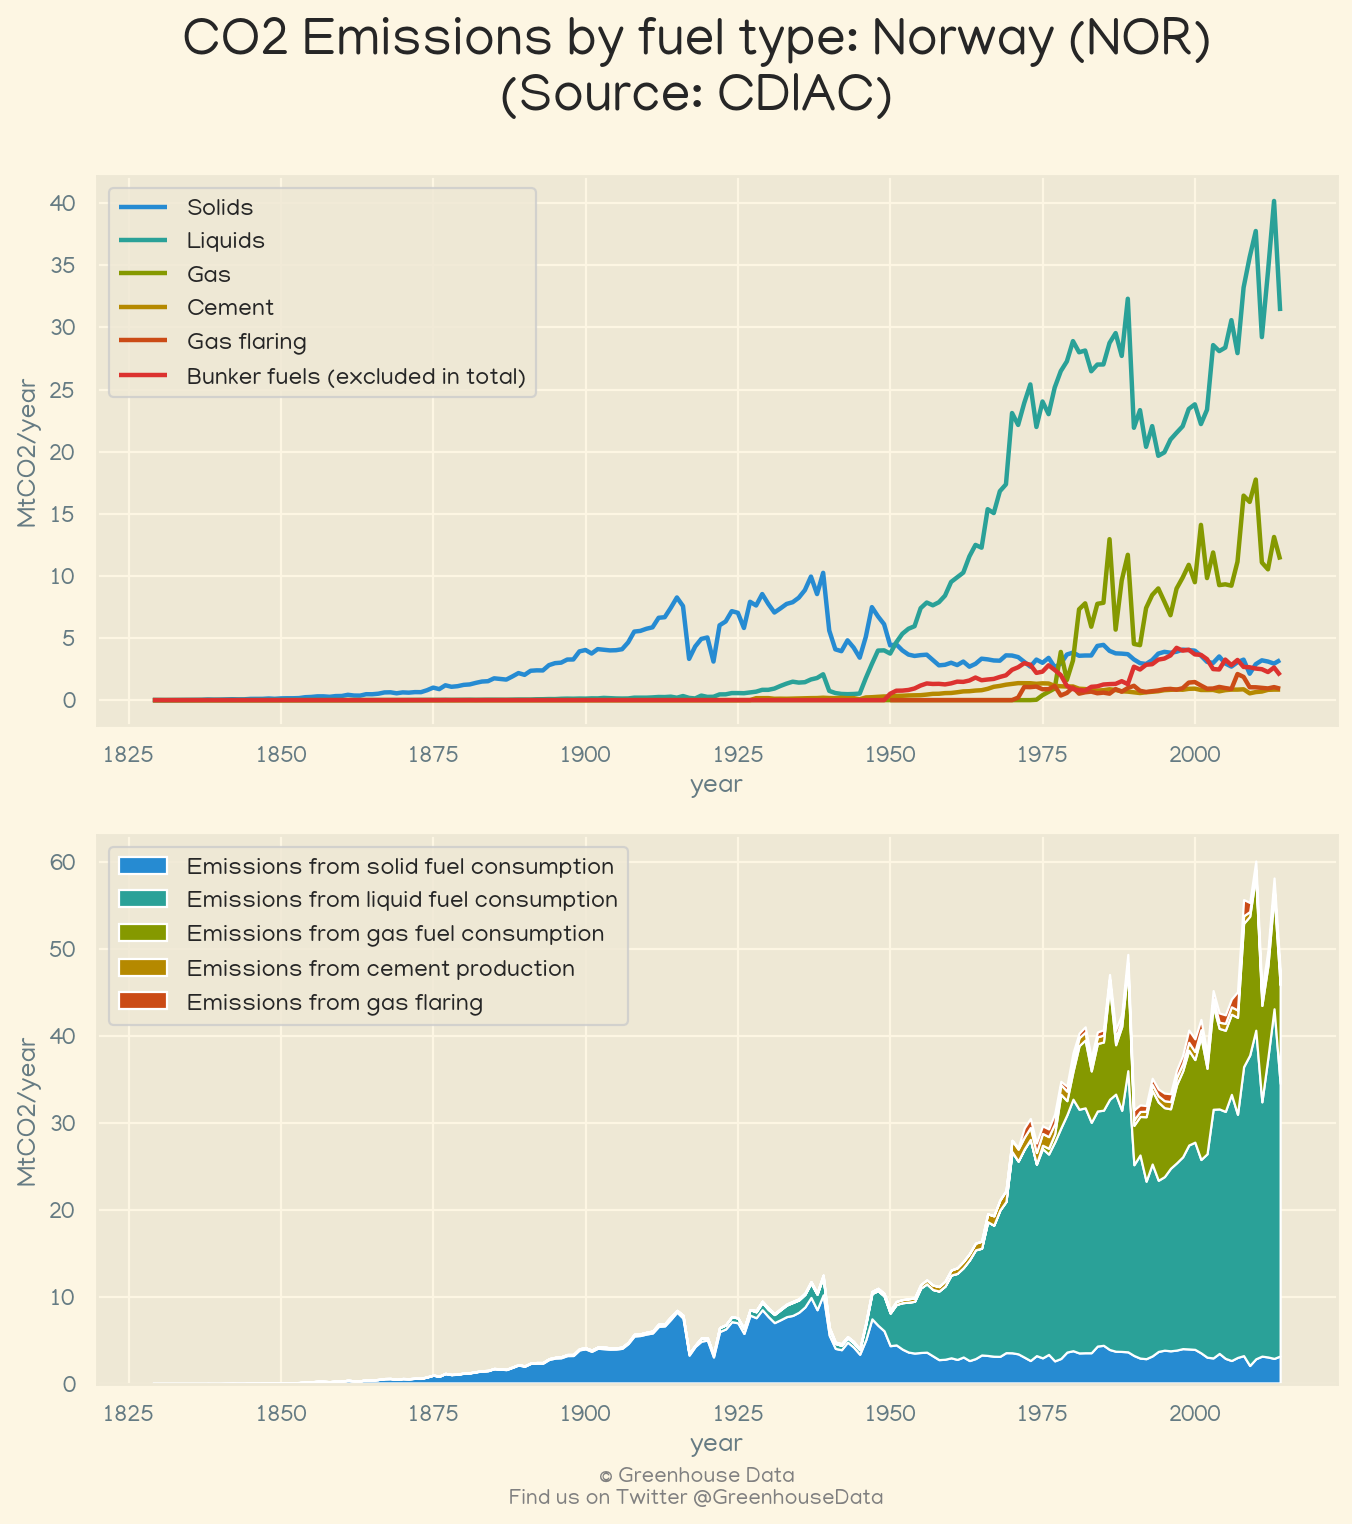 CO2 Emissions by fuel type: Norway (NOR)
(Source: CDIAC)
Solids
Liquids
Gas
Cement
Gas flaring
Bunker fuels (excluded in total)
MtCO2/year
40
35
30
25
20
15
10
5
0
1825 1850 1875 1900 1925 1950 1975 2000
year
Emissions from solid fuel consumption
Emissions from liquid fuel consumption
Emissions from gas fuel consumption
Emissions from cement production
Emissions from gas flaring
MtCO2/year
60
50
40
30
20
10
0
1825 1850 1875 1900 1925 1950 1975 2000
year
© Greenhouse Data
Find us on Twitter @GreenhouseData